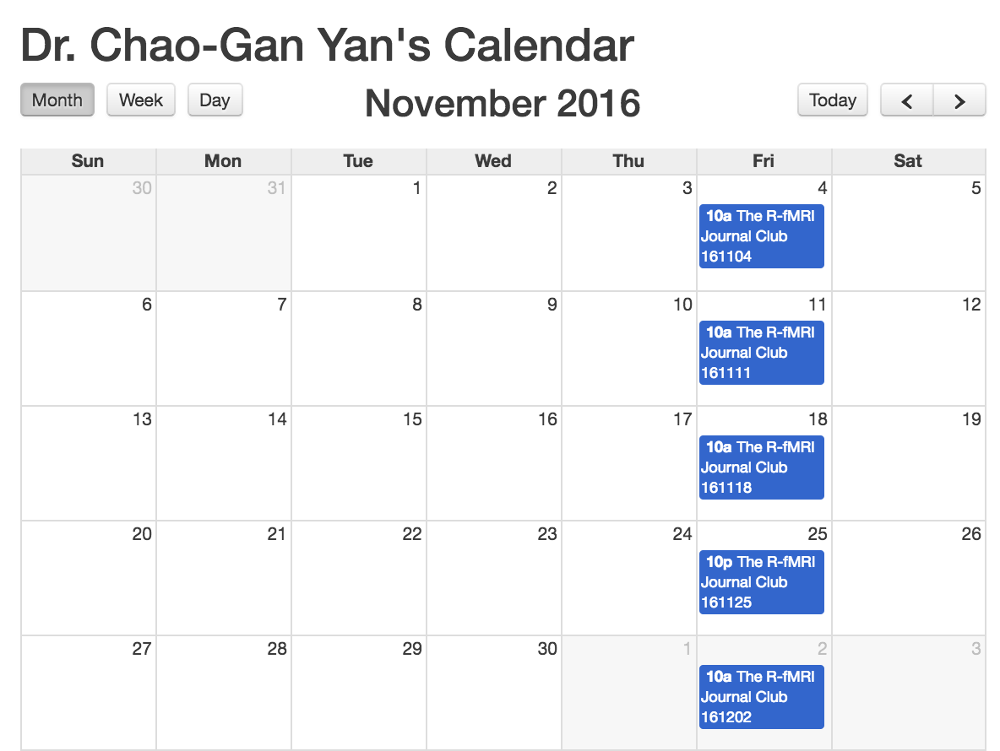 Dr. Chao-Gan Yan's Calendar
Month Week Day November 2016 Today < >
Sun Mon Tue Wed Thu Fri Sat
30 31 1 2 3 4 5
10a The R-fMRI
Journal Club
161104
6 7 8 9 10 11 12
10a The R-fMRI
Journal Club
161111
13 14 15 16 17 18 19
10a The R-fMRI
Journal Club
161118
20 21 22 23 24 25 26
10p The R-fMRI
Journal Club
161125
27 28 29 30 1 2 3
10a The R-fMRI
Journal Club
161202